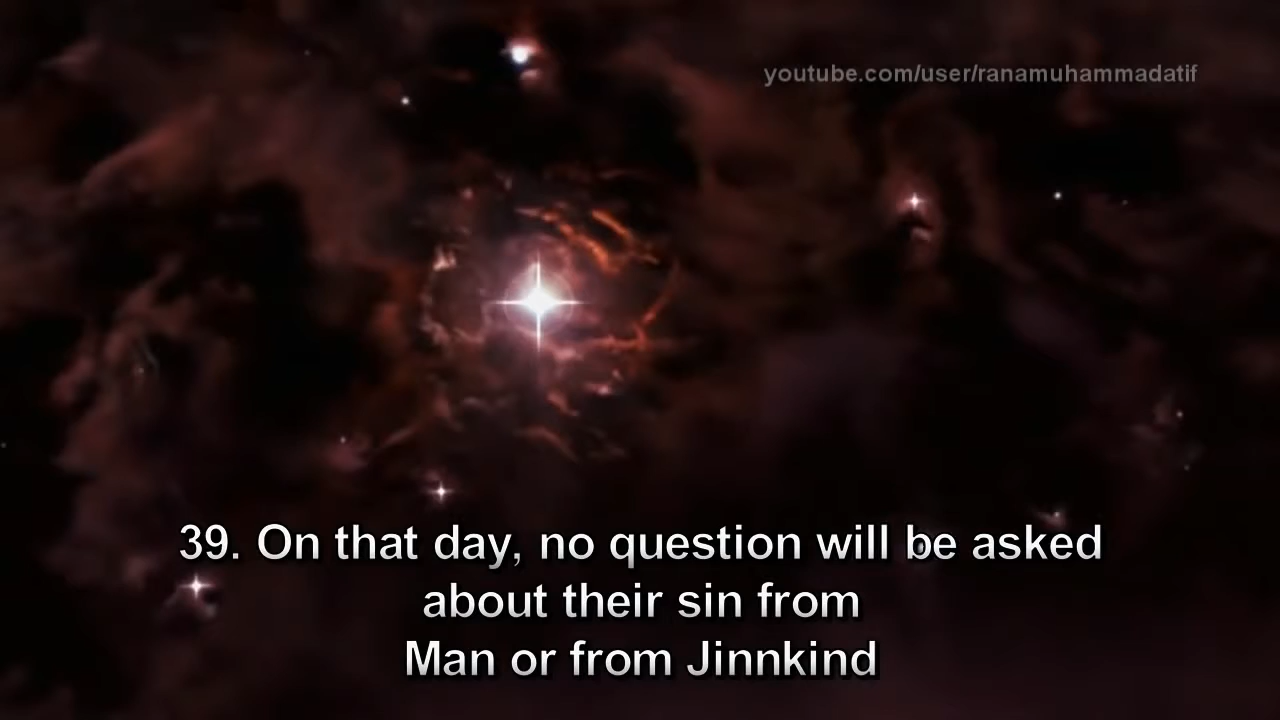 youtube.com/user/ranamuhammadatif
39. On that day, no question will be asked
about their sin from
Man or from Jinnkind